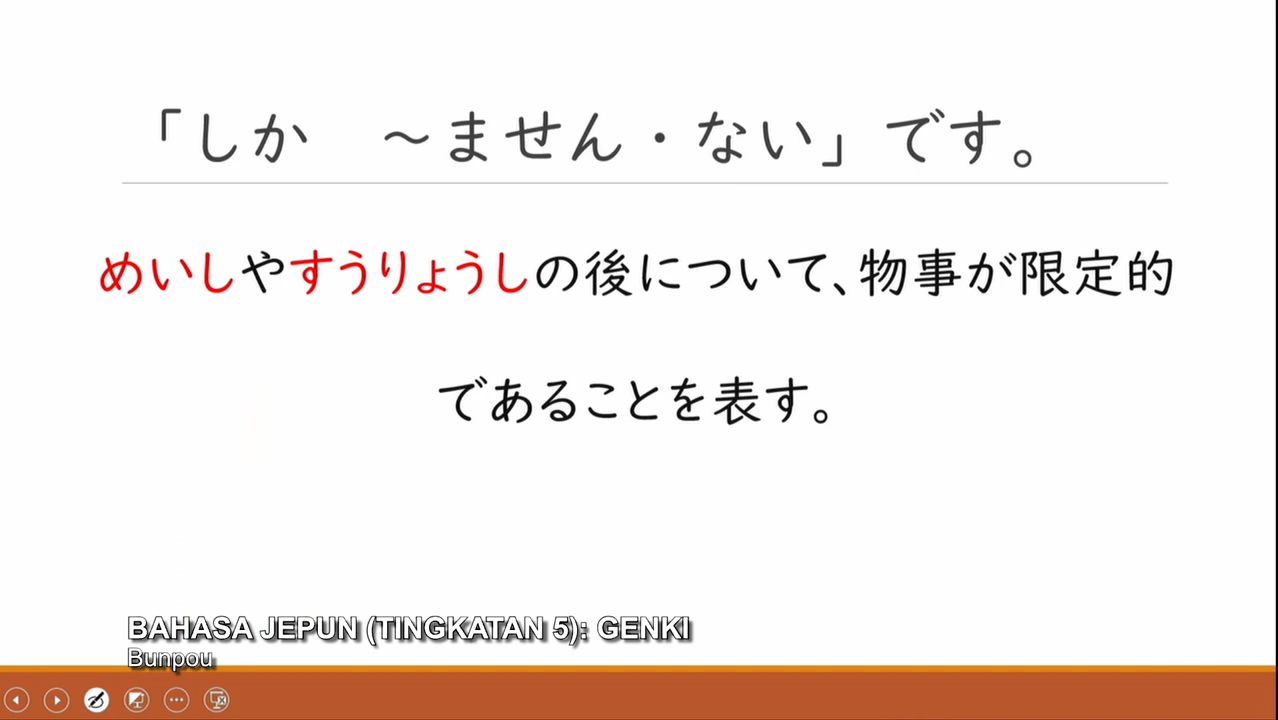 「しか　～ません・ない」です。
めいしやすうりょうしの後について、物事が限定的
であることを表す。
BAHASA JEPUN (TINGKATAN 5): GENKI
Bunpou